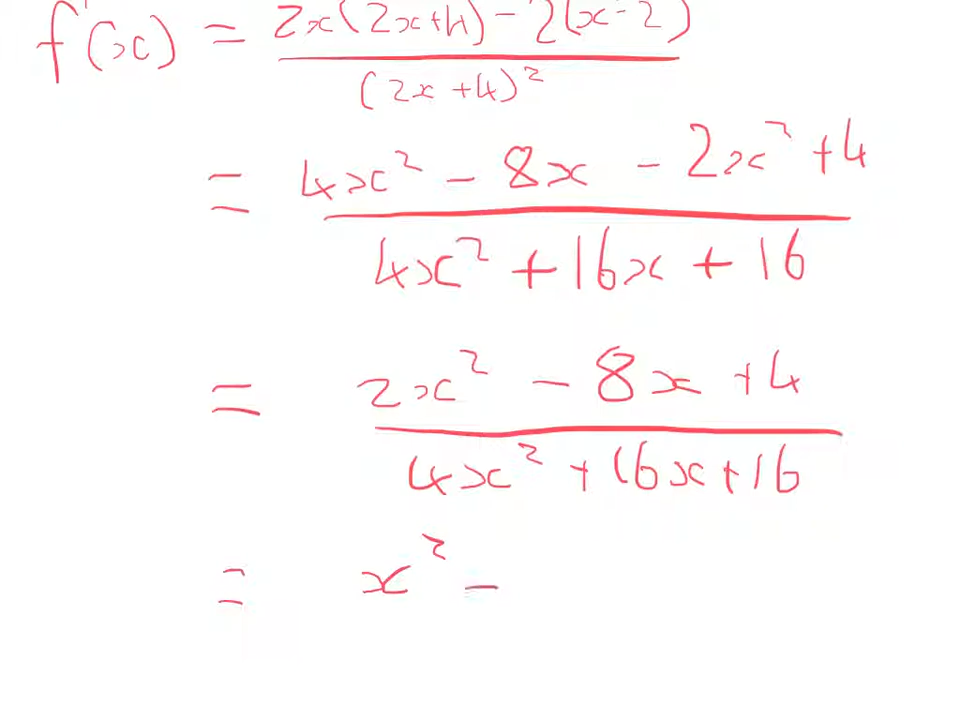 f'(x) = 2x(2x+4) - 2(x-2) / (2x+4)²
= 4x² - 8x - 2x² + 4 / 4x² + 16x + 16
= 2x² - 8x + 4 / 4x² + 16x + 16
= x² -